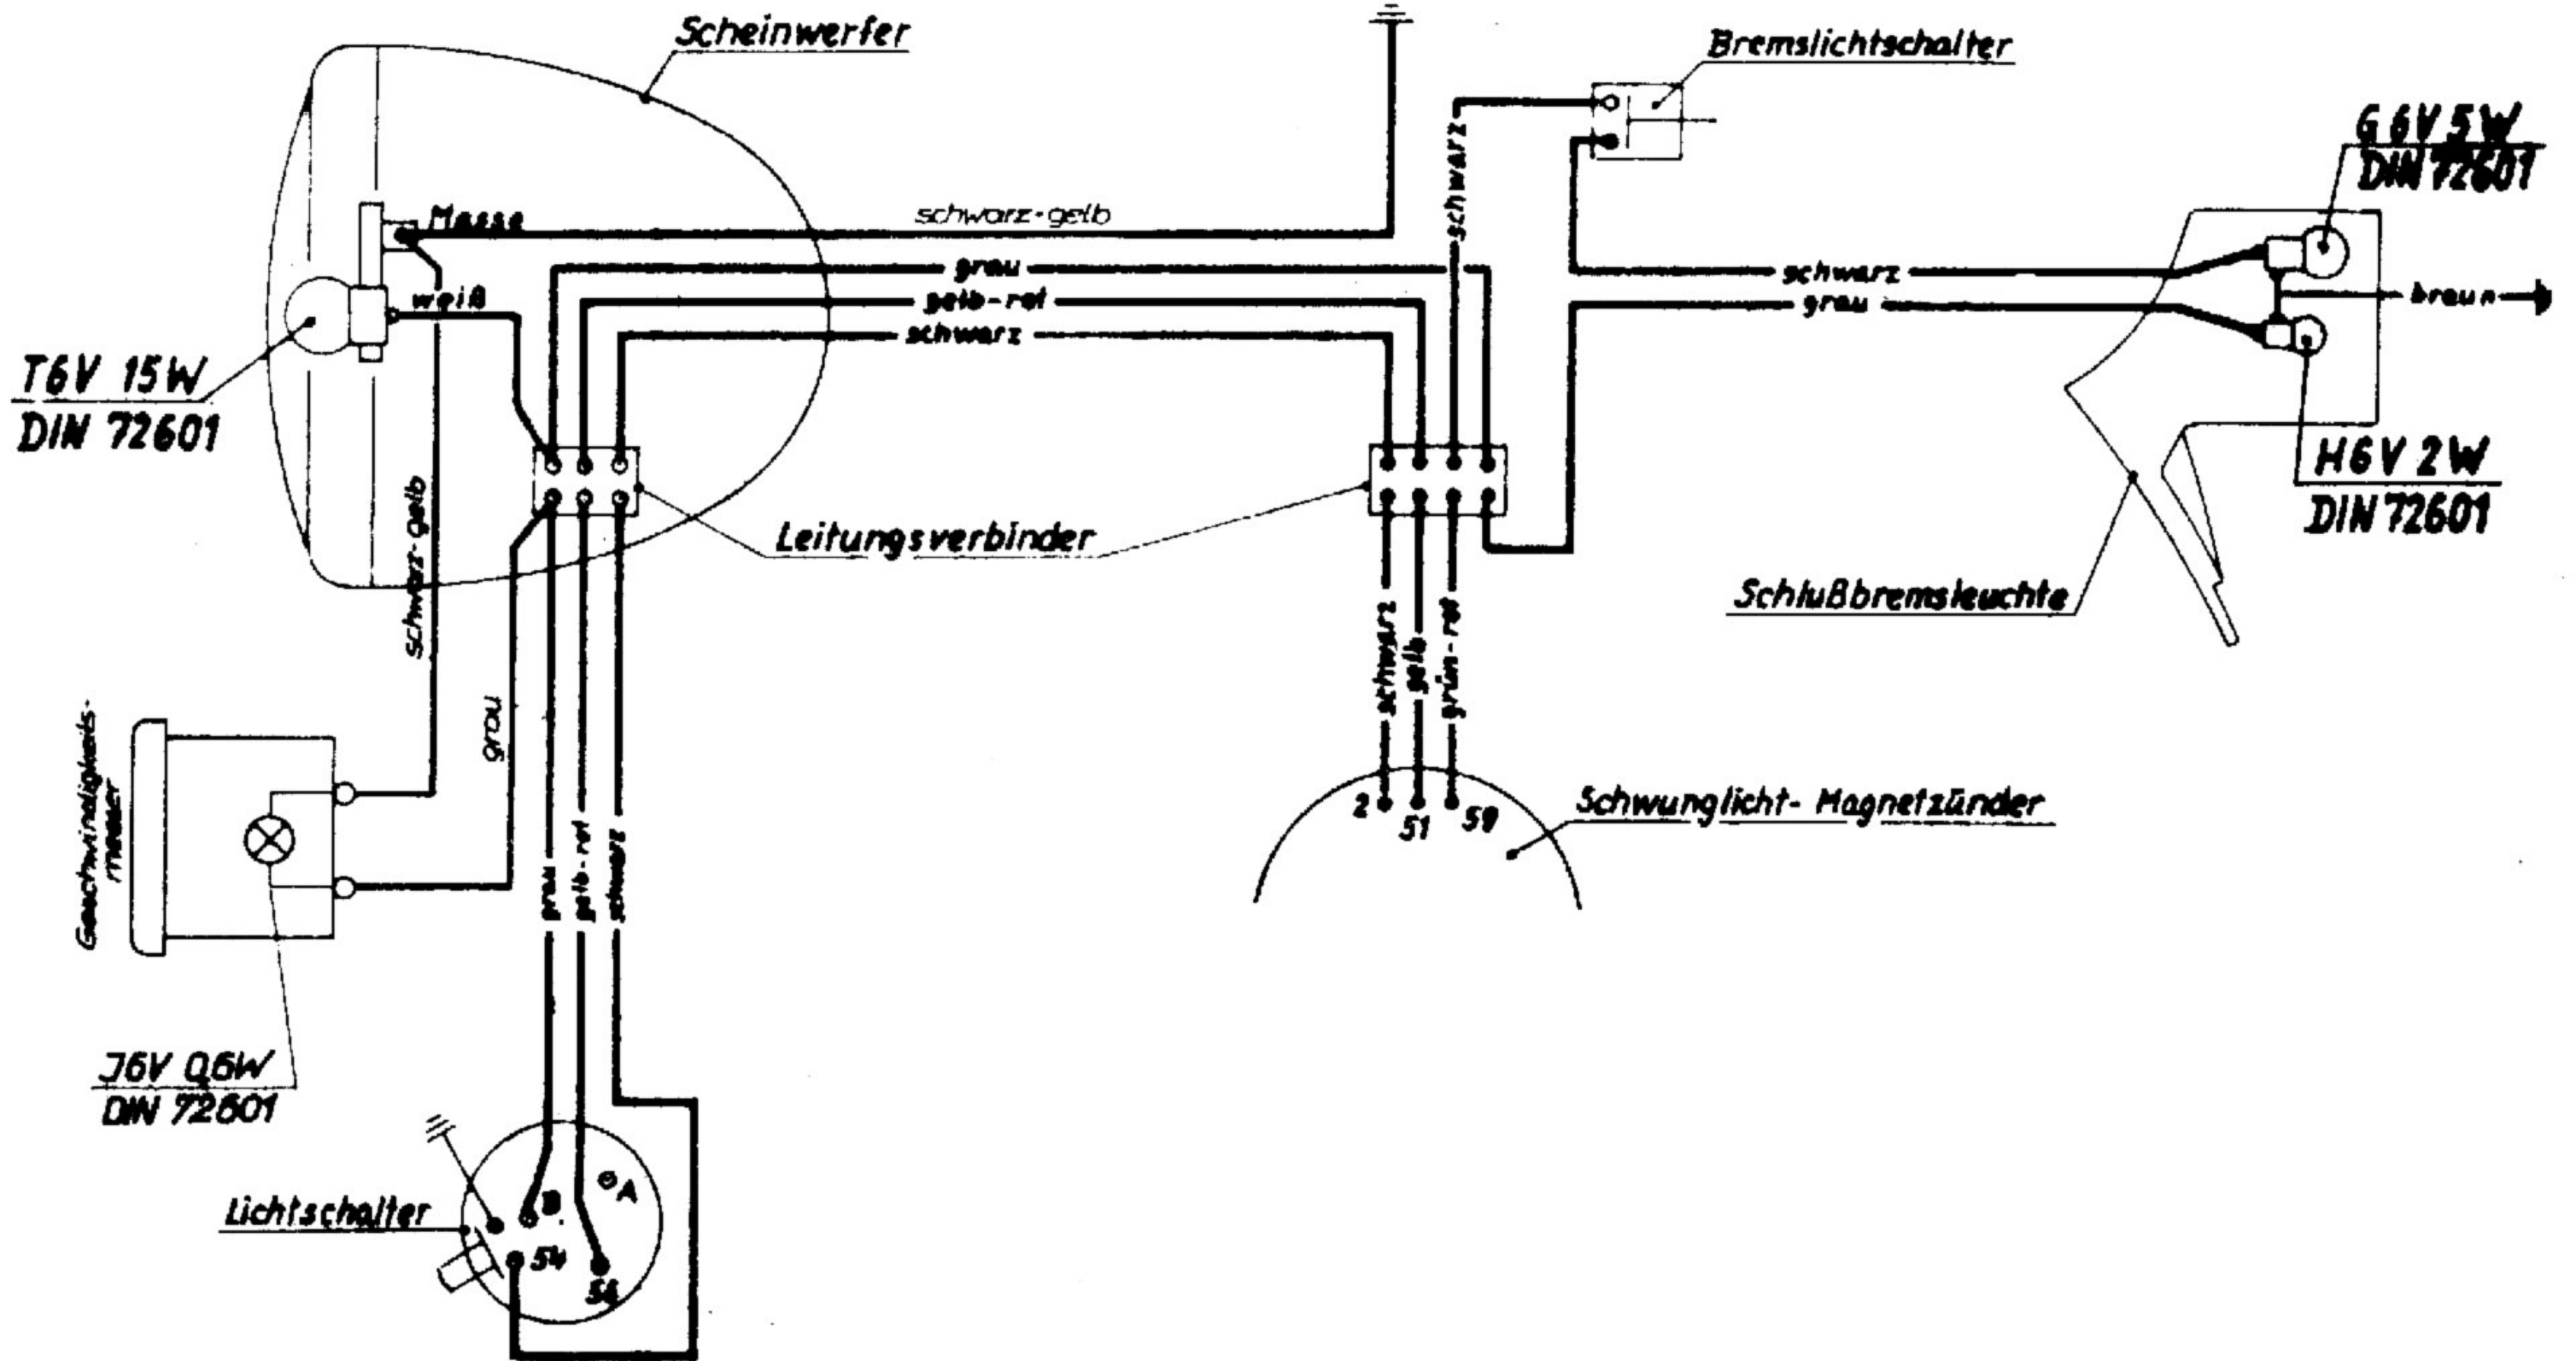 Scheinwerfer
Bremslichtschalter
G 6V 5W
DIN 72601
schwarz
Masse
schwarz-gelb
grau
schwarz
weiß
gelb-rot
grau
braun
schwarz
T6V 15W
DIN 72601
H6V 2W
DIN 72601
schwarz-gelb
Leitungsverbinder
Schlußbremsleuchte
schwarz
gelb
grün-rot
grau
Geschwindigkeits-
messer
2
51
59
Schwunglicht-Magnetzünder
grau
gelb-rot
schwarz
J6V 0,6W
DIN 72601
Lichtschalter
B
A
54
56